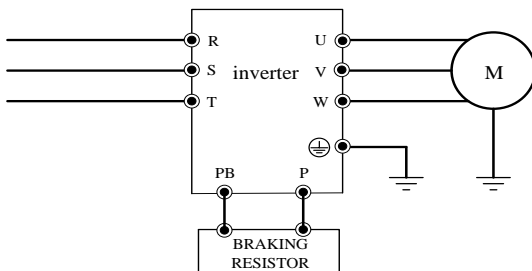 R U
S inverter V M
T W
PB P
BRAKING
RESISTOR